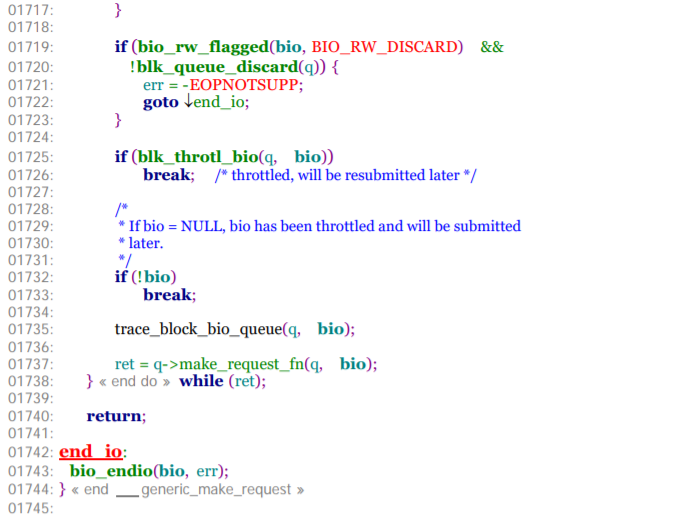 01717: }
01718:
01719: if (bio_rw_flagged(bio, BIO_RW_DISCARD) &&
01720: !blk_queue_discard(q)) {
01721: err = -EOPNOTSUPP;
01722: goto ↓end_io;
01723: }
01724:
01725: if (blk_throtl_bio(q, bio))
01726: break; /* throttled, will be resubmitted later */
01727:
01728: /*
01729: * If bio = NULL, bio has been throttled and will be submitted
01730: * later.
01731: */
01732: if (!bio)
01733: break;
01734:
01735: trace_block_bio_queue(q, bio);
01736:
01737: ret = q->make_request_fn(q, bio);
01738: } « end do » while (ret);
01739:
01740: return;
01741:
01742: end_io:
01743: bio_endio(bio, err);
01744: } « end __generic_make_request »
01745: